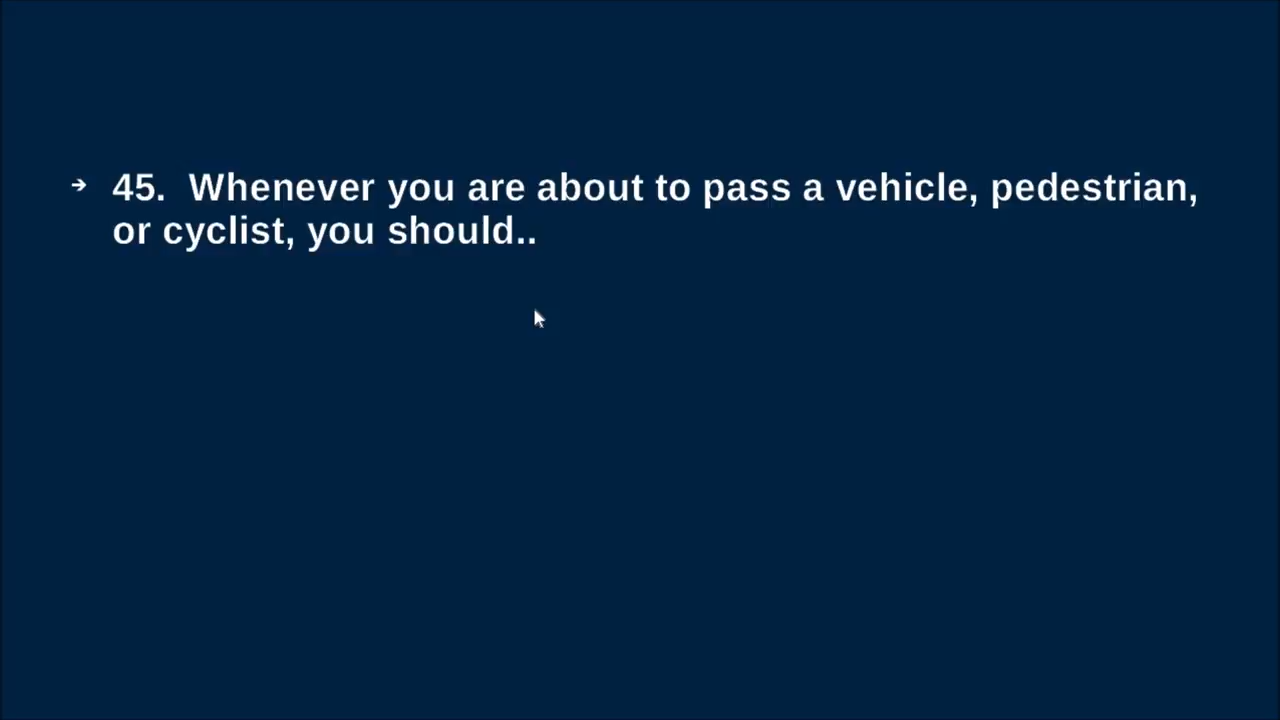 → 45.  Whenever you are about to pass a vehicle, pedestrian,
or cyclist, you should..